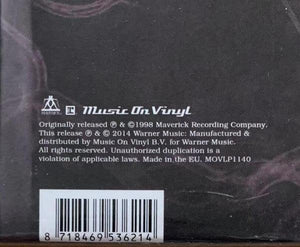 Music On Vinyl
Originally released ℗ & ©1998 Maverick Recording Company.
This release ℗ & © 2014 Warner Music: Manufactured &
distributed by Music On Vinyl B.V. for Warner Music.
All rights reserved. Unauthorized duplication is a
violation of applicable laws. Made in the EU. MOVLP1140
8 718469 536214